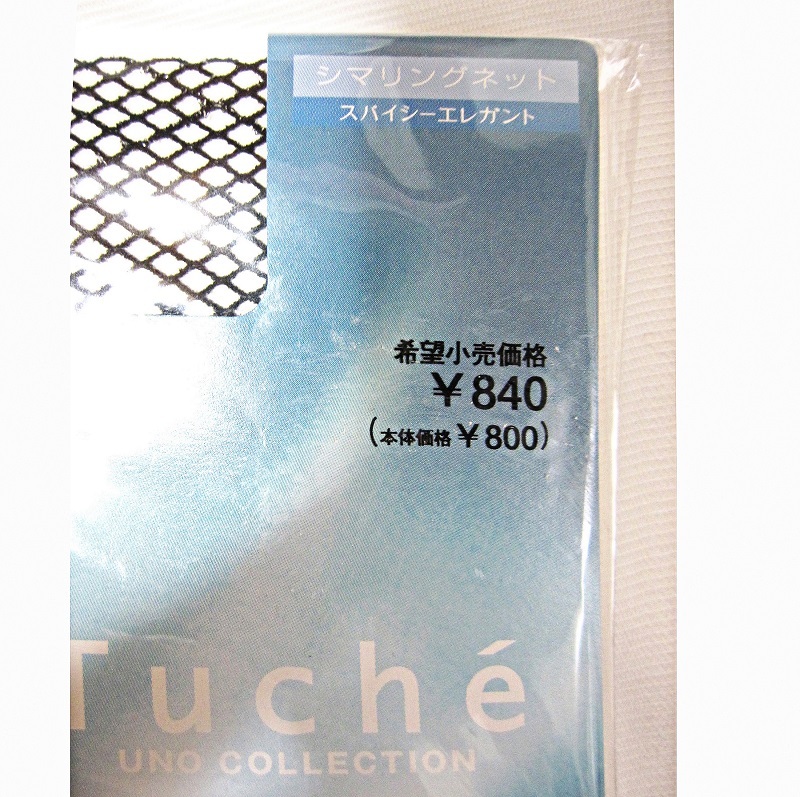 シマリングネット
スパイシーエレガント
希望小売価格
￥840
(本体価格￥800)
Tuché
UNO COLLECTION